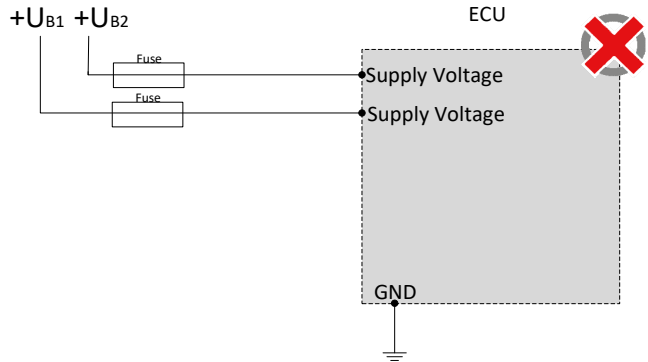 +UB1 +UB2
ECU
Fuse
Supply Voltage
Fuse
Supply Voltage
GND